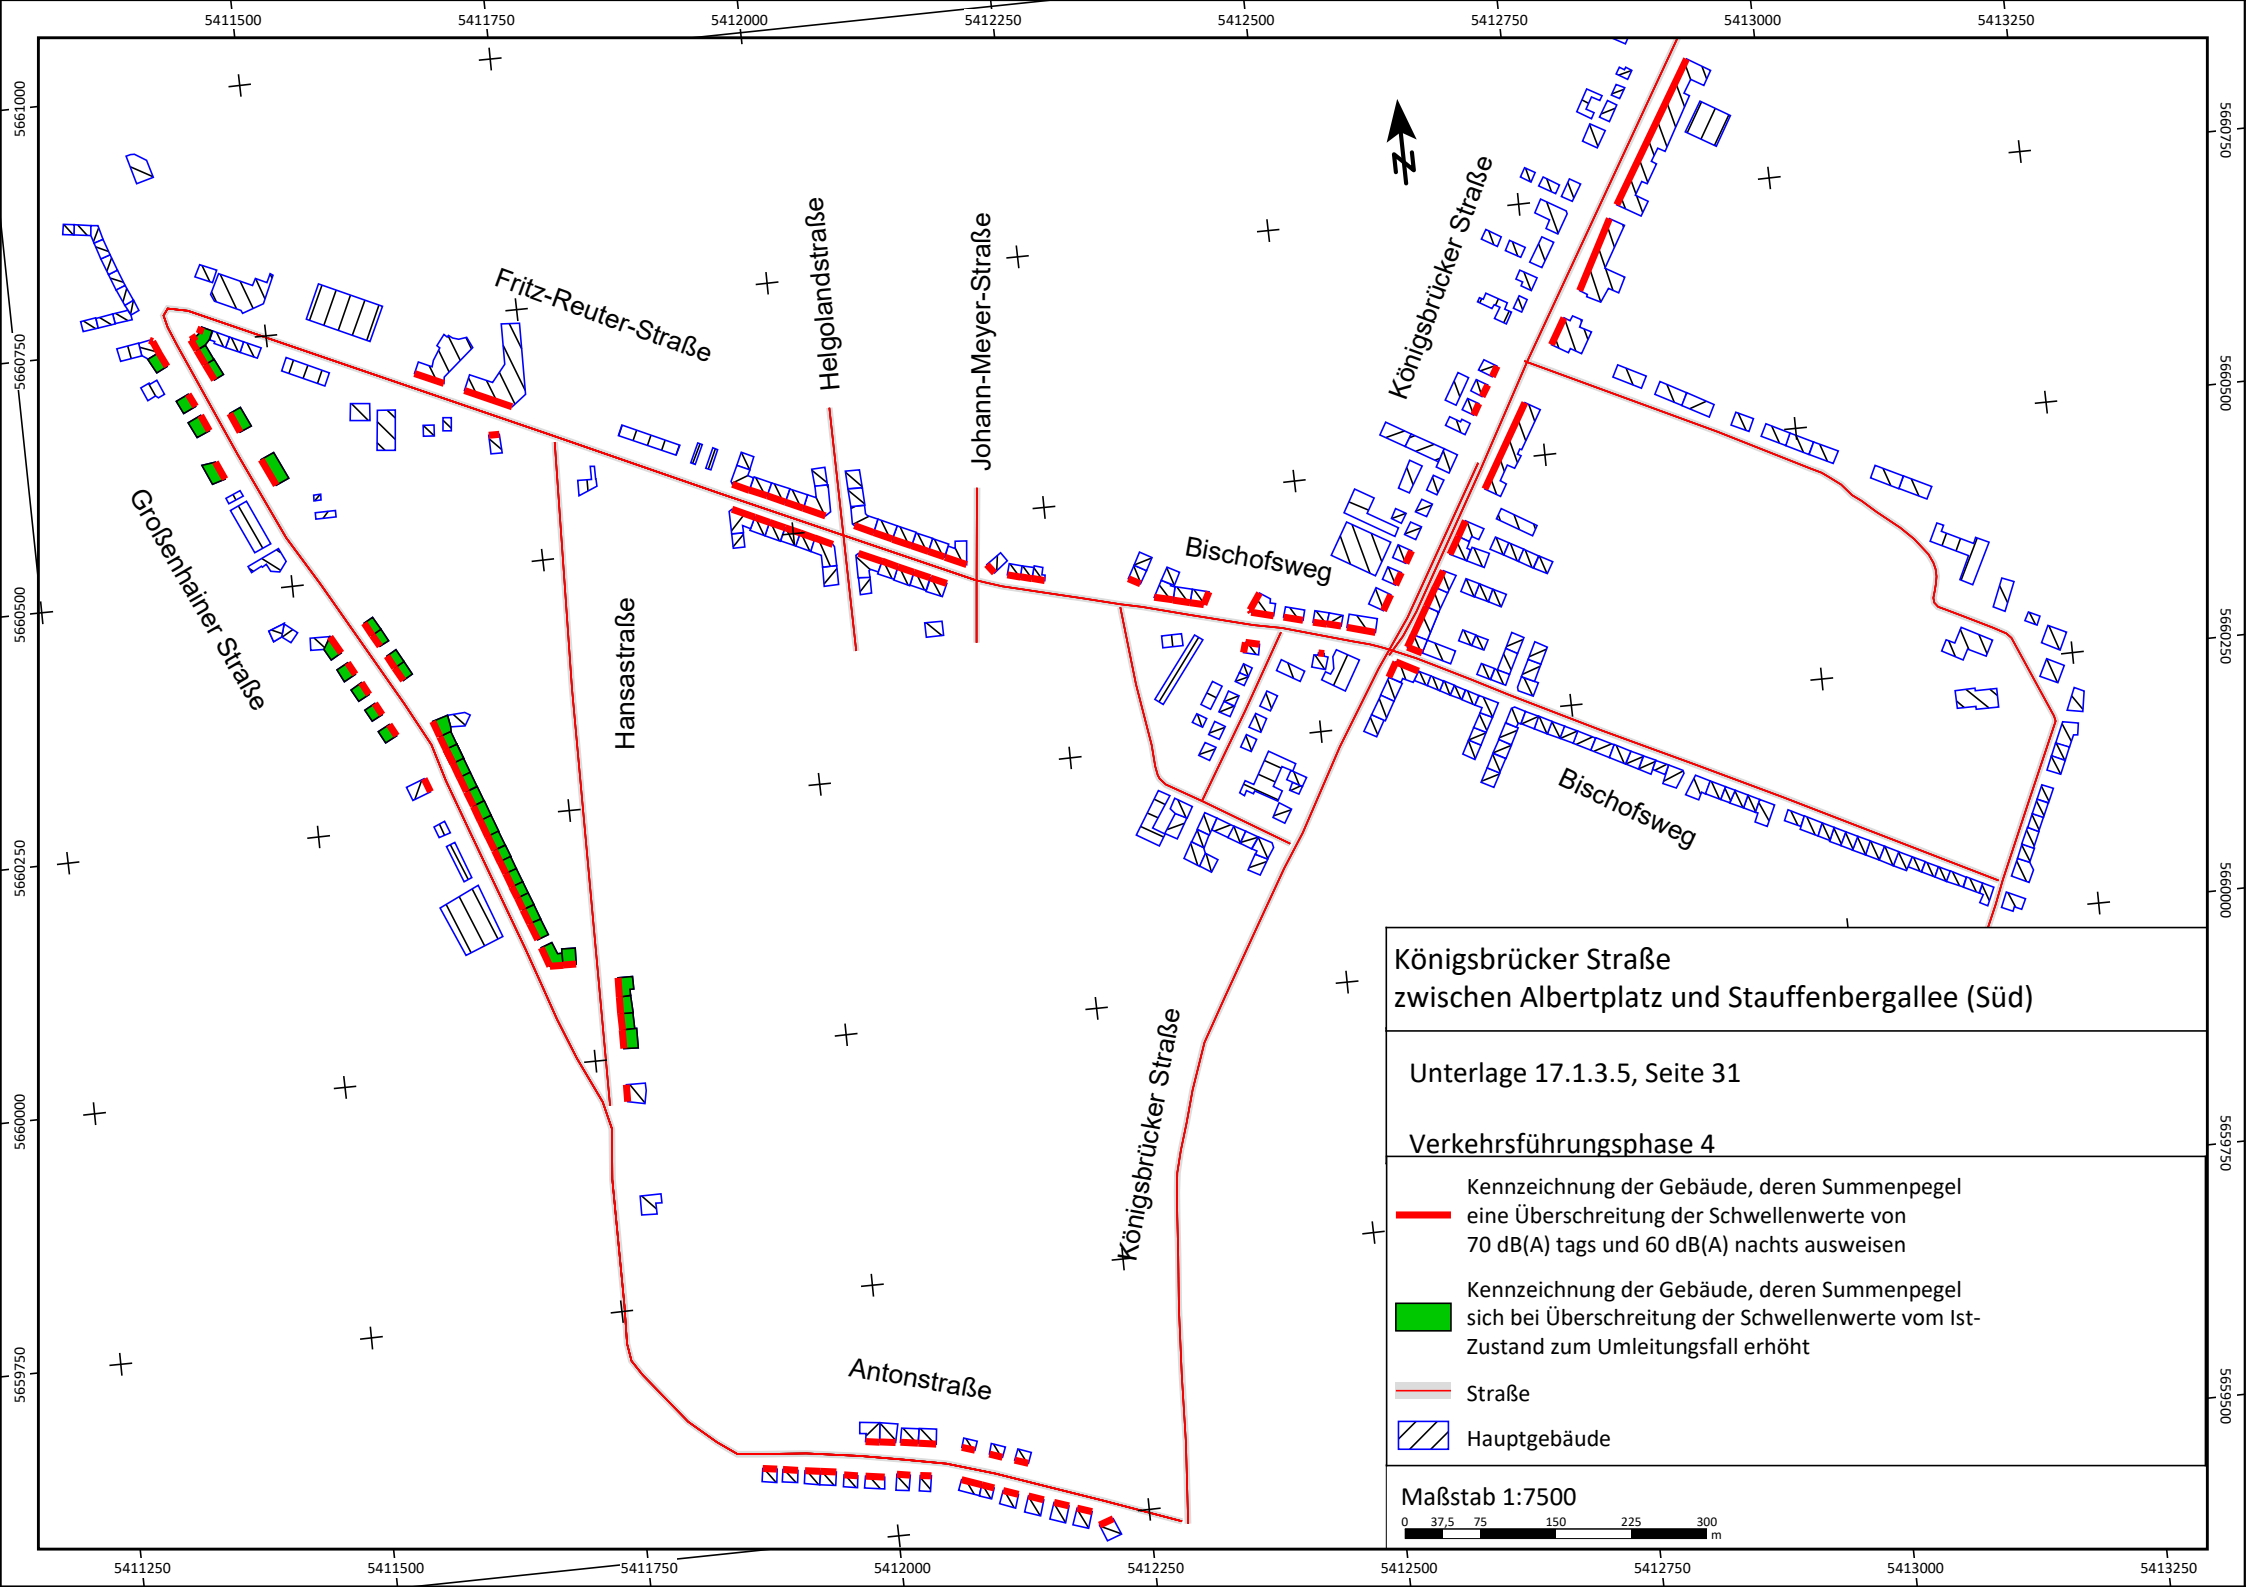 5411500 5411750 5412000 5412250 5412500 5412750 5413000 5413250
5661000
5660750
5660500
5660250
5660000
5659750
5660750
5660500
5660250
5660000
5659750
5659500
Königsbrücker Straße
Helgolandstraße
Johann-Meyer-Straße
Fritz-Reuter-Straße
Großenhainer Straße
Bischofsweg
Hansastraße
Bischofsweg
Königsbrücker Straße
Antonstraße
Königsbrücker Straße
zwischen Albertplatz und Stauffenbergallee (Süd)
Unterlage 17.1.3.5, Seite 31
Verkehrsführungsphase 4
Kennzeichnung der Gebäude, deren Summenpegel
eine Überschreitung der Schwellenwerte von
70 dB(A) tags und 60 dB(A) nachts ausweisen
Kennzeichnung der Gebäude, deren Summenpegel
sich bei Überschreitung der Schwellenwerte vom Ist-
Zustand zum Umleitungsfall erhöht
Straße
Hauptgebäude
Maßstab 1:7500
0 37,5 75 150 225 300
m
5411250 5411500 5411750 5412000 5412250 5412500 5412750 5413000 5413250
N